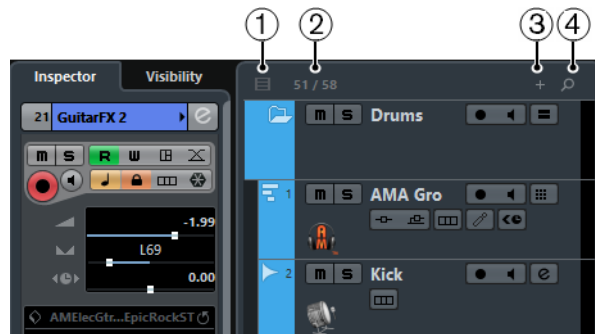 1 2 3 4
Inspector Visibility
51 / 58
21 GuitarFX 2 e
m S Drums
m S R W
1 m S AMA Gro
-1.99
L69
AM
0.00
2 m S Kick e
AMElecGtr...EpicRockST